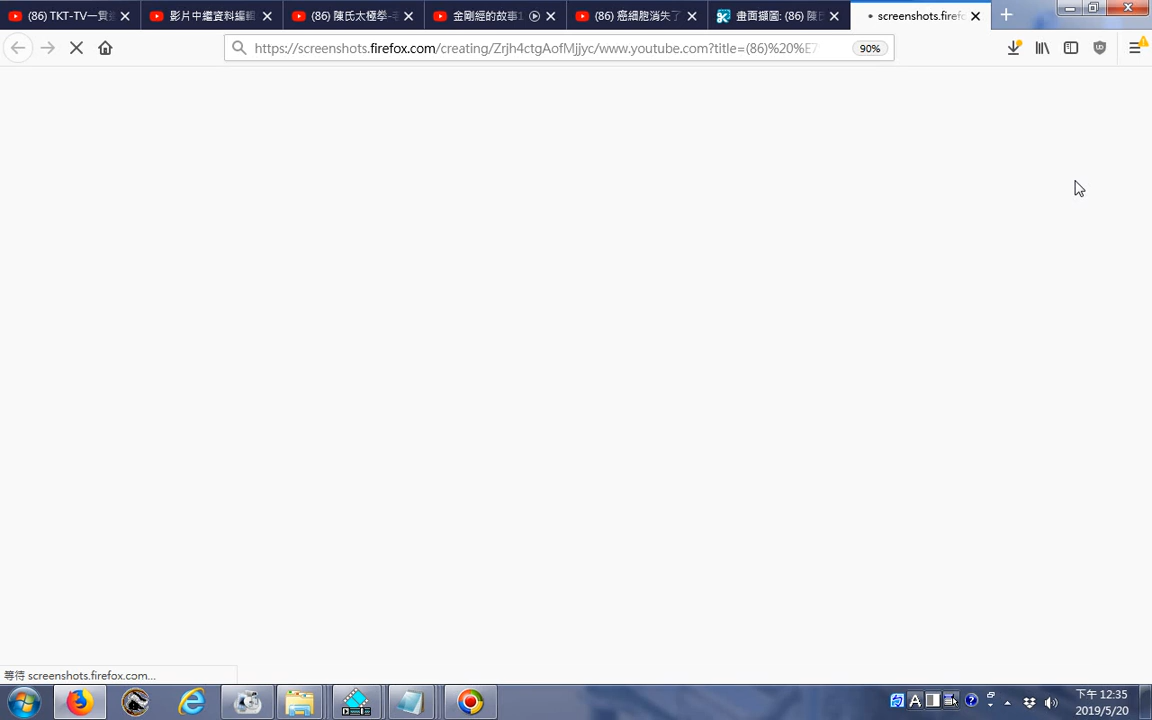 (86) TKT-TV一貫
影片中繼資料編輯
(86) 陳氏太極拳-
金剛經的故事1
(86) 癌細胞消失了
畫面擷圖: (86) 陳
screenshots.firefo
https://screenshots.firefox.com/creating/Zrjh4ctgAofMjjyc/www.youtube.com?title=(86)%20%E7
90%
等待 screenshots.firefox.com...
下午 12:35
2019/5/20